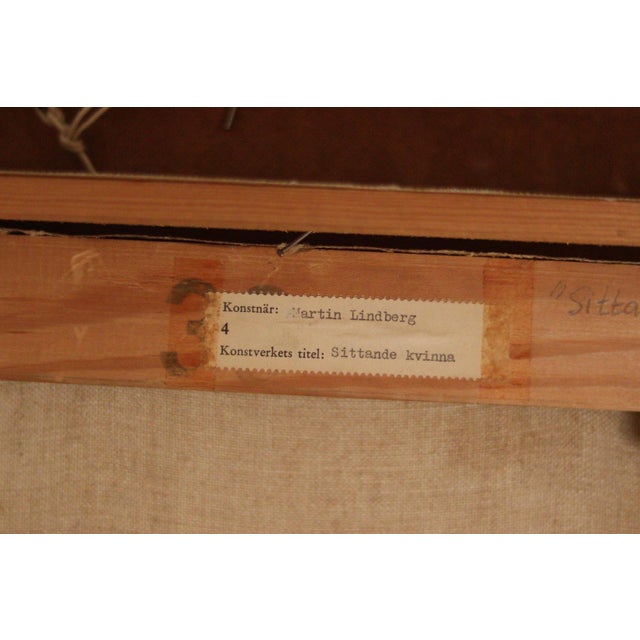 Konstnär: Martin Lindberg
4
Konstverkets titel: Sittande kvinna
"Sitta